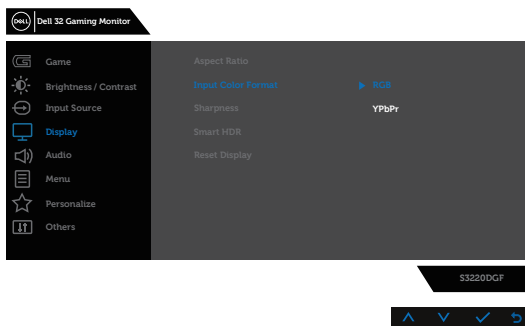 DELL Dell 32 Gaming Monitor
Game
Aspect Ratio
Brightness / Contrast
Input Color Format
RGB
Input Source
Sharpness
YPbPr
Display
Smart HDR
Audio
Reset Display
Menu
Personalize
Others
S3220DGF